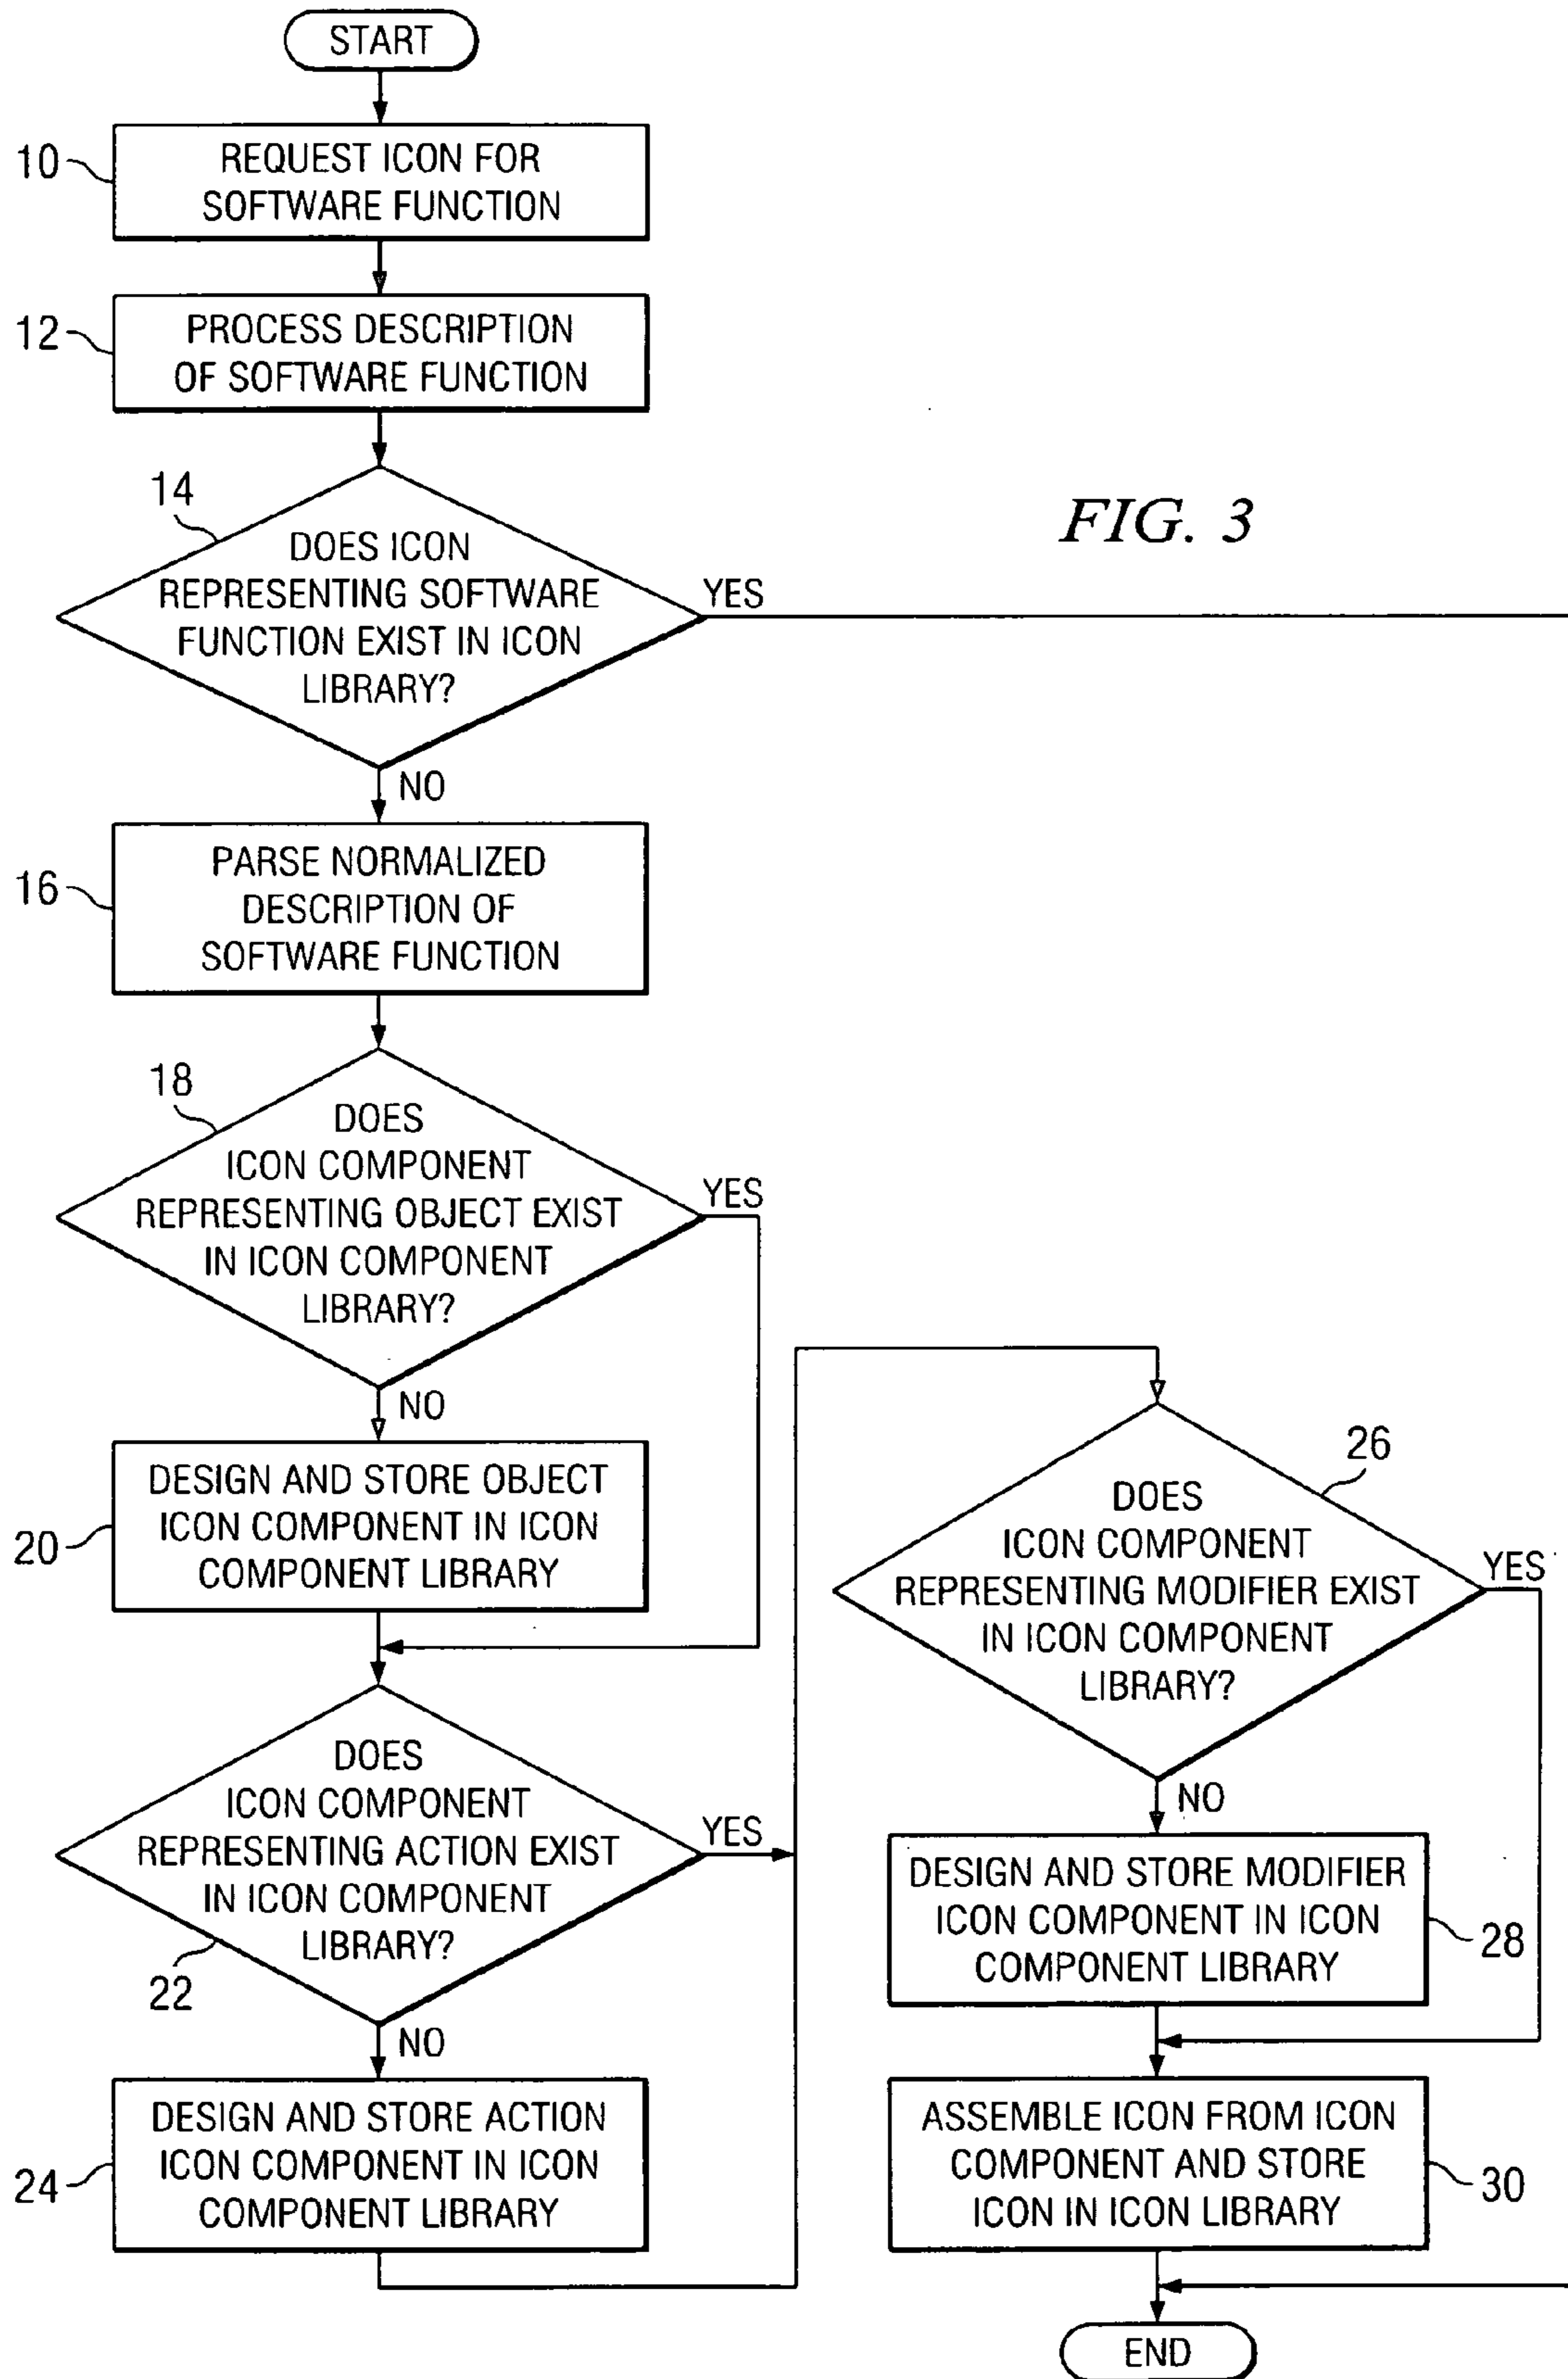 START
10
REQUEST ICON FOR
SOFTWARE FUNCTION
12
PROCESS DESCRIPTION
OF SOFTWARE FUNCTION
14
DOES ICON
REPRESENTING SOFTWARE
FUNCTION EXIST IN ICON
LIBRARY?
YES
NO
FIG. 3
16
PARSE NORMALIZED
DESCRIPTION OF
SOFTWARE FUNCTION
18
DOES
ICON COMPONENT
REPRESENTING OBJECT EXIST
IN ICON COMPONENT
LIBRARY?
YES
NO
20
DESIGN AND STORE OBJECT
ICON COMPONENT IN ICON
COMPONENT LIBRARY
DOES
ICON COMPONENT
REPRESENTING ACTION EXIST
IN ICON COMPONENT
LIBRARY?
22
YES
NO
24
DESIGN AND STORE ACTION
ICON COMPONENT IN ICON
COMPONENT LIBRARY
26
DOES
ICON COMPONENT
REPRESENTING MODIFIER EXIST
IN ICON COMPONENT
LIBRARY?
YES
NO
DESIGN AND STORE MODIFIER
ICON COMPONENT IN ICON
COMPONENT LIBRARY
28
ASSEMBLE ICON FROM ICON
COMPONENT AND STORE
ICON IN ICON LIBRARY
30
END